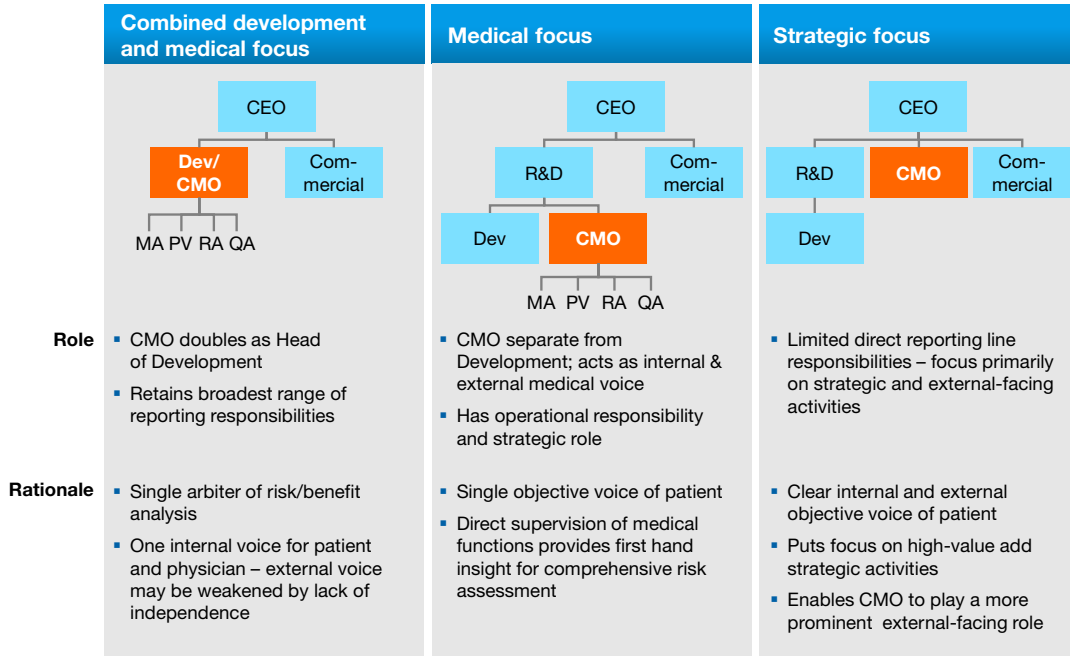 Combined development
and medical focus
CEO
Dev/
CMO
Com-
mercial
MA PV RA QA
Medical focus
CEO
R&D
Com-
mercial
Dev
CMO
MA PV RA QA
Strategic focus
CEO
R&D
CMO
Com-
mercial
Dev
Role
▪ CMO doubles as Head
of Development
▪ Retains broadest range of
reporting responsibilities
▪ CMO separate from
Development; acts as internal &
external medical voice
▪ Has operational responsibility
and strategic role
▪ Limited direct reporting line
responsibilities – focus primarily
on strategic and external-facing
activities
Rationale
▪ Single arbiter of risk/benefit
analysis
▪ One internal voice for patient
and physician – external voice
may be weakened by lack of
independence
▪ Single objective voice of patient
▪ Direct supervision of medical
functions provides first hand
insight for comprehensive risk
assessment
▪ Clear internal and external
objective voice of patient
▪ Puts focus on high-value add
strategic activities
▪ Enables CMO to play a more
prominent external-facing role